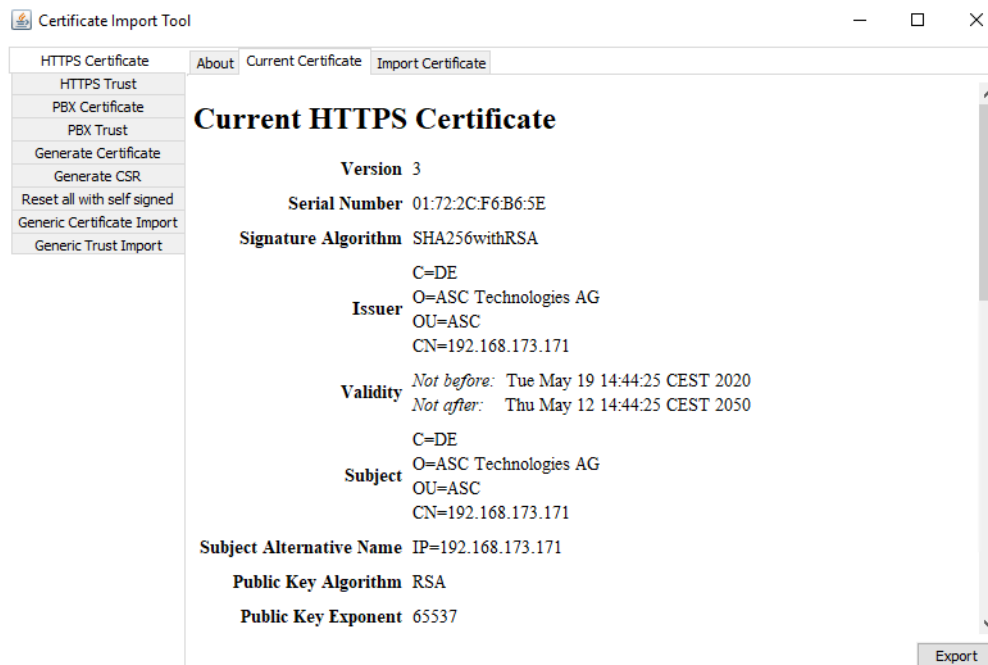 Certificate Import Tool
HTTPS Certificate
HTTPS Trust
PBX Certificate
PBX Trust
Generate Certificate
Generate CSR
Reset all with self signed
Generic Certificate Import
Generic Trust Import
About Current Certificate Import Certificate
Current HTTPS Certificate
Version 3
Serial Number 01:72:2C:F6:B6:5E
Signature Algorithm SHA256withRSA
Issuer
C=DE
O=ASC Technologies AG
OU=ASC
CN=192.168.173.171
Validity
Not before: Tue May 19 14:44:25 CEST 2020
Not after: Thu May 12 14:44:25 CEST 2050
Subject
C=DE
O=ASC Technologies AG
OU=ASC
CN=192.168.173.171
Subject Alternative Name IP=192.168.173.171
Public Key Algorithm RSA
Public Key Exponent 65537
Export